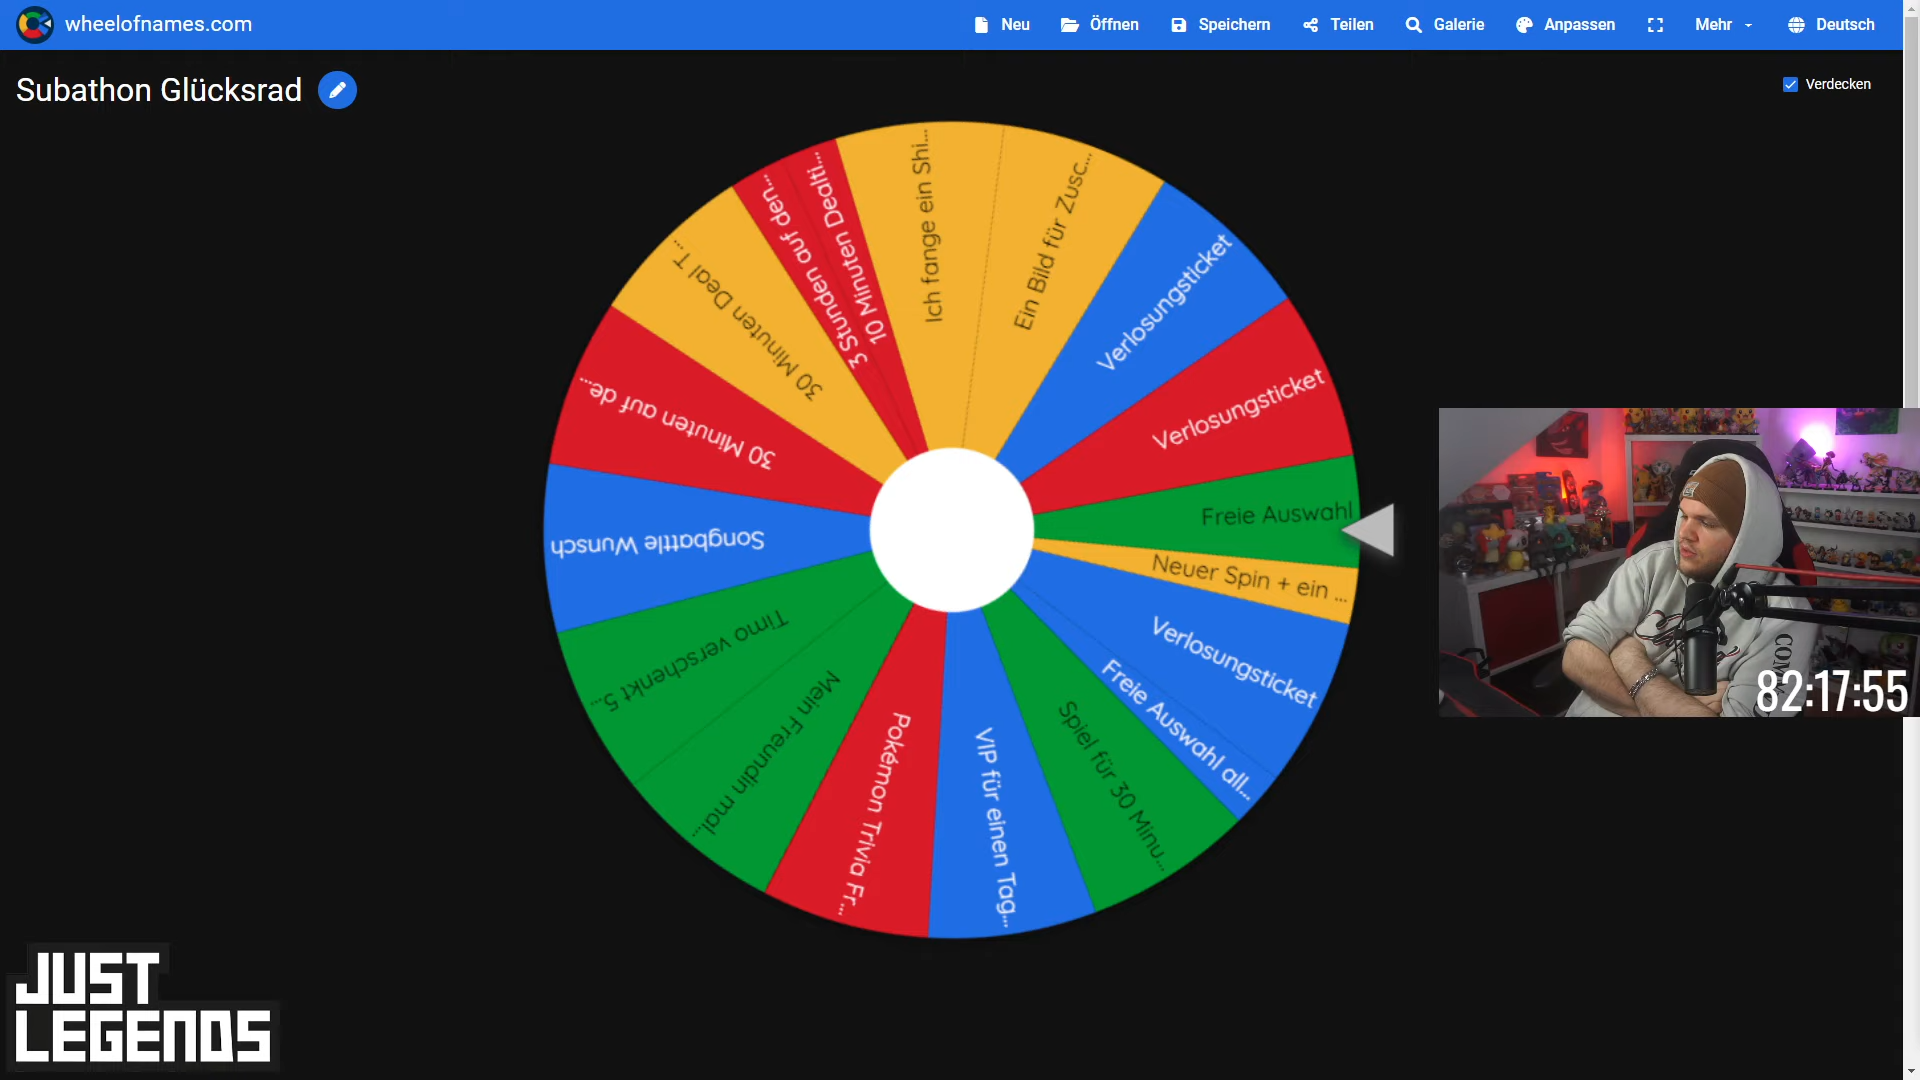 wheelofnames.com
Neu
Öffnen
Speichern
Teilen
Galerie
Anpassen
Mehr
Deutsch
Subathon Glücksrad
Verdecken
Ich fange ein Shi...
Ein Bild für Zusc...
Verlosungsticket
Verlosungsticket
Freie Auswahl
Neuer Spin + ein ...
Verlosungsticket
Freie Auswahl all...
Spiel für 30 Minu...
VIP für einen Tag...
Pokémon Trivia Fr...
Mein Freundin mal...
Timo verschenkt 5...
Songbattle Wunsch
30 Minuten auf de...
30 Minuten Deal T...
3 Stunden auf den...
10 Minuten Dealti...
82:17:55
JUST
LEGENDS